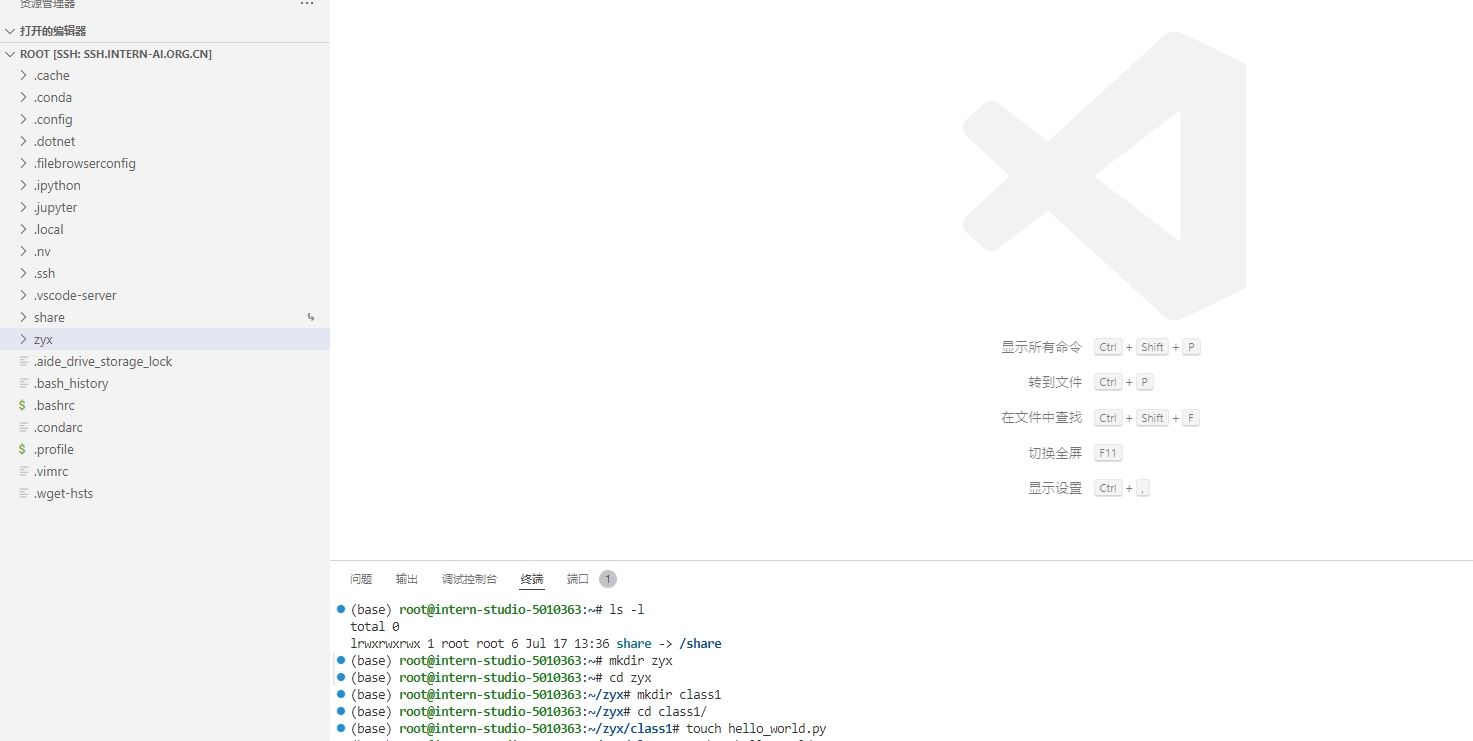 资源管理器 ...
打开的编辑器
ROOT [SSH: SSH.INTERN-AI.ORG.CN]
.cache
.conda
.config
.dotnet
.filebrowserconfig
.ipython
.jupyter
.local
.nv
.ssh
.vscode-server
share
zyx
.aide_drive_storage_lock
.bash_history
$ .bashrc
.condarc
$ .profile
.vimrc
.wget-hsts
显示所有命令 Ctrl + Shift + P
转到文件 Ctrl + P
在文件中查找 Ctrl + Shift + F
切换全屏 F11
显示设置 Ctrl + ,
问题 输出 调试控制台 终端 端口 1
(base) root@intern-studio-5010363:~# ls -l
total 0
lrwxrwxrwx 1 root root 6 Jul 17 13:36 share -> /share
(base) root@intern-studio-5010363:~# mkdir zyx
(base) root@intern-studio-5010363:~# cd zyx
(base) root@intern-studio-5010363:~/zyx# mkdir class1
(base) root@intern-studio-5010363:~/zyx# cd class1/
(base) root@intern-studio-5010363:~/zyx/class1# touch hello_world.py